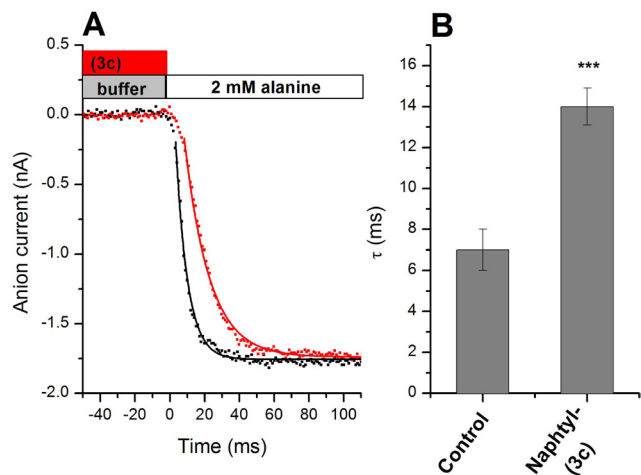 A
B
0.5
0.0
-0.5
-1.0
-1.5
-2.0
(3c)
buffer
2 mM alanine
Anion current (nA)
-40 -20 0 20 40 60 80 100
Time (ms)
16
14
12
10
8
6
4
2
0
τ (ms)
***
Control
Naphtyl-
(3c)